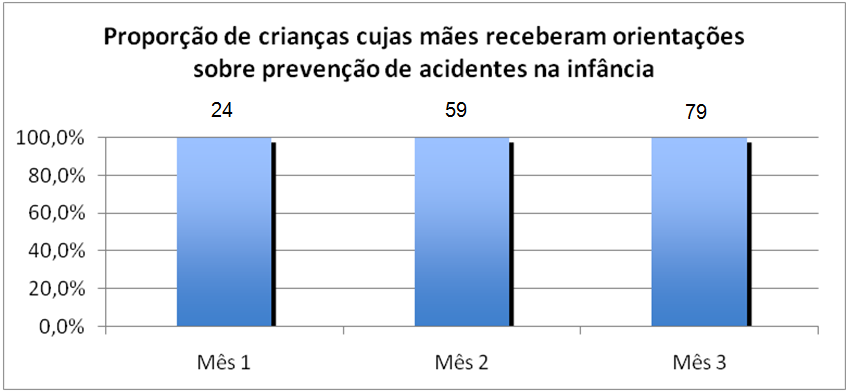 Proporção de crianças cujas mães receberam orientações
sobre prevenção de acidentes na infância
24 59 79
100,0%
80,0%
60,0%
40,0%
20,0%
0,0%
Mês 1 Mês 2 Mês 3